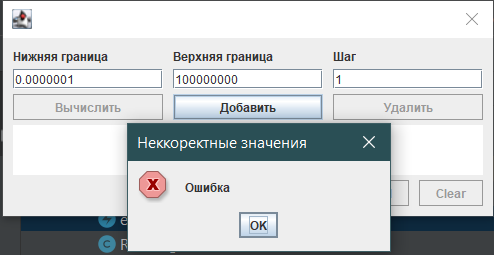 Нижняя граница Верхняя граница Шаг
0.0000001 100000000 1
Вычислить Добавить Удалить
Неккоректные значения
Ошибка
OK
Clear